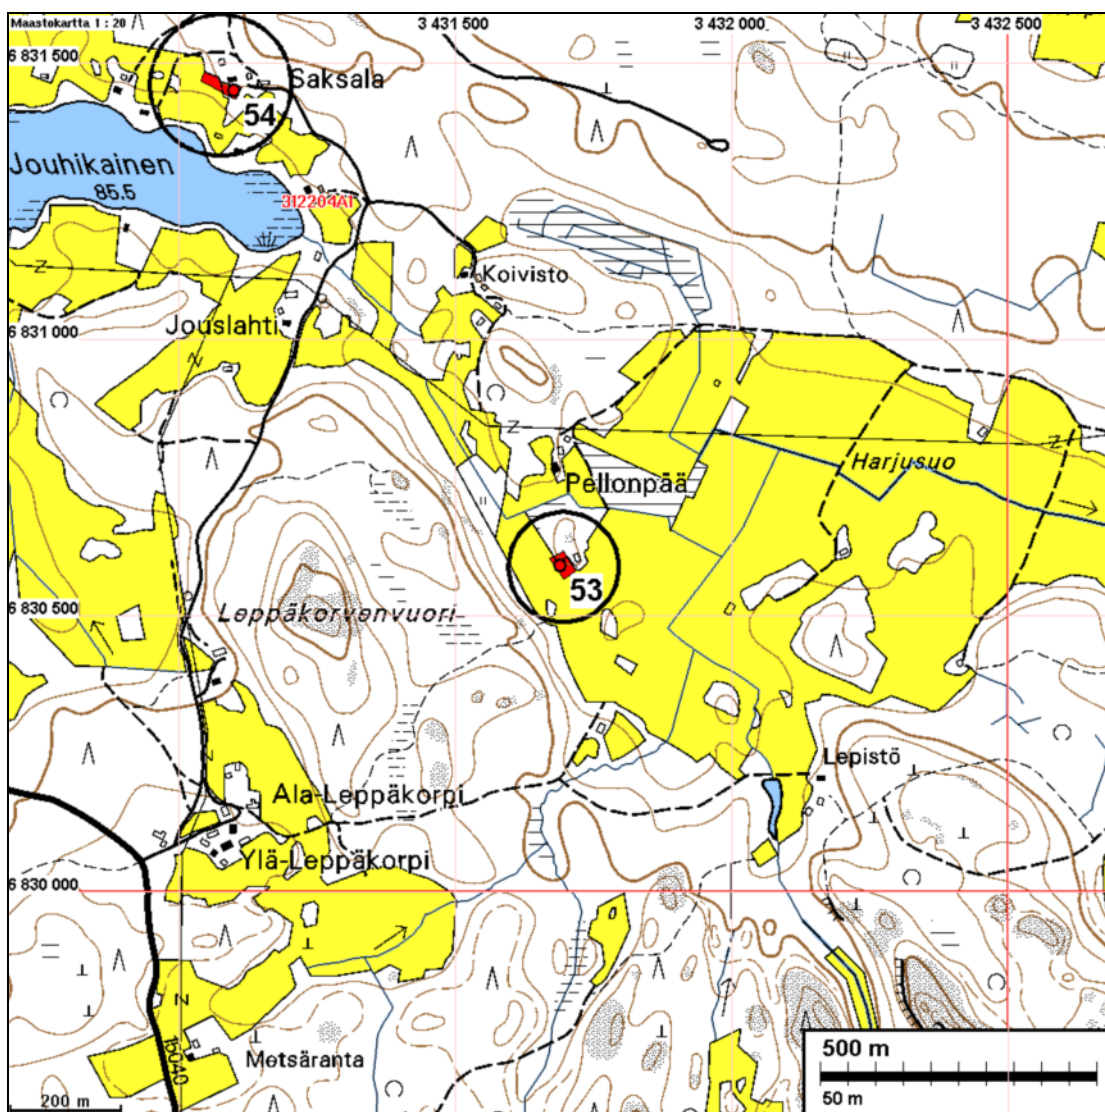 Maastokartta 1 : 20
3 431 500
3 432 000
3 432 500
6 831 500
Saksala
54
Jouhikainen
85.5
312204A1
Koivisto
Jouslahti
6 831 000
Harjusuo
Pellonpää
53
6 830 500
Leppäkorvenvuori
Lepistö
Ala-Leppäkorpi
Ylä-Leppäkorpi
6 830 000
15040
Metsäranta
500 m
50 m
200 m